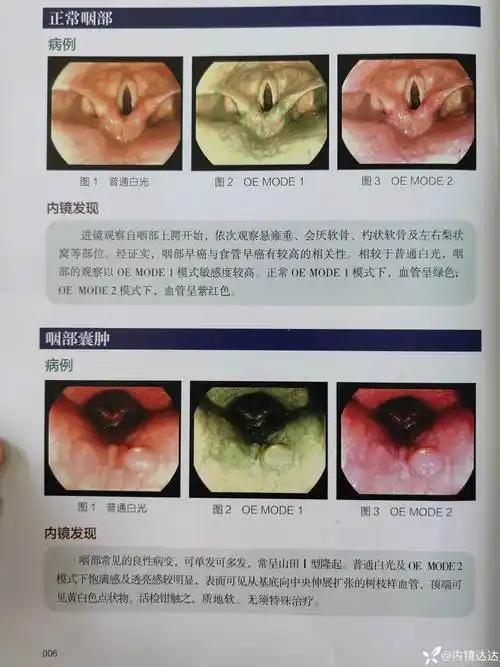 正常咽部
病例
图1 普通白光
图2 OE MODE 1
图3 OE MODE 2
内镜发现
进镜观察自咽部上腭开始，依次观察悬雍垂、会厌软骨、杓状软骨及左右梨状
窝等部位。经证实，咽部早癌与食管早癌有较高的相关性。相较于普通白光，咽
部的观察以 OE MODE 1 模式敏感度较高。正常 OE MODE 1 模式下，血管呈绿色；
OE MODE 2 模式下，血管呈紫红色。
咽部囊肿
病例
图1 普通白光
图2 OE MODE 1
图3 OE MODE 2
内镜发现
咽部常见的良性病变，可单发可多发，常呈山田Ⅰ型隆起。普通白光及 OE MODE 2
模式下饱满感及透亮感较明显，表面可见从基底向中央伸展扩张的树枝样血管，顶端可
见黄白色点状物。活检钳触之，质地软。无须特殊治疗。
006
@内镜达达